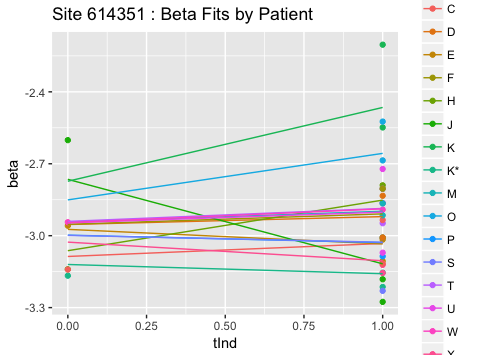 Site 614351 : Beta Fits by Patient
beta
-2.4
-2.7
-3.0
-3.3
0.00 0.25 0.50 0.75 1.00
tInd
C
D
E
F
H
J
K
K*
M
O
P
S
T
U
W
Y